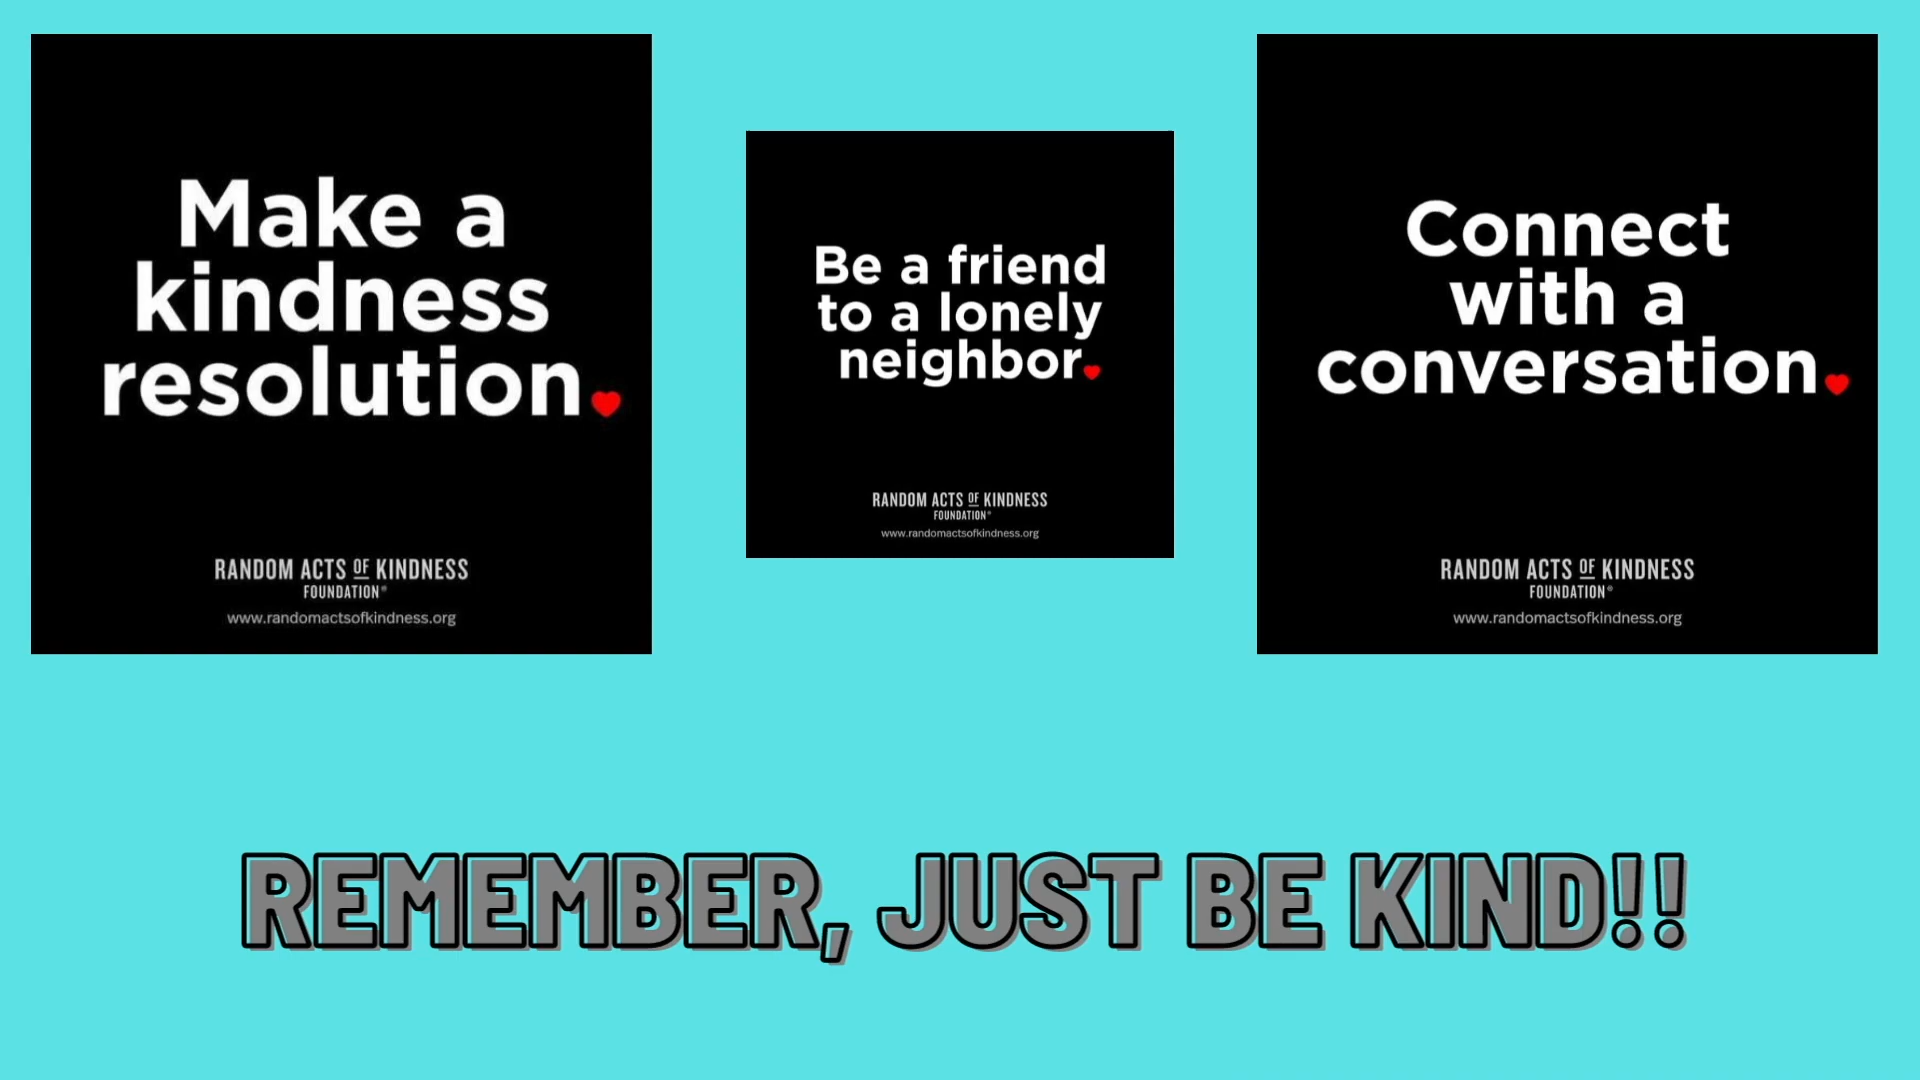 Make a
kindness
resolution.
RANDOM ACTS OF KINDNESS
FOUNDATION®
www.randomactsofkindness.org
Be a friend
to a lonely
neighbor.
RANDOM ACTS OF KINDNESS
FOUNDATION®
www.randomactsofkindness.org
Connect
with a
conversation.
RANDOM ACTS OF KINDNESS
FOUNDATION®
www.randomactsofkindness.org
REMEMBER, JUST BE KIND!!